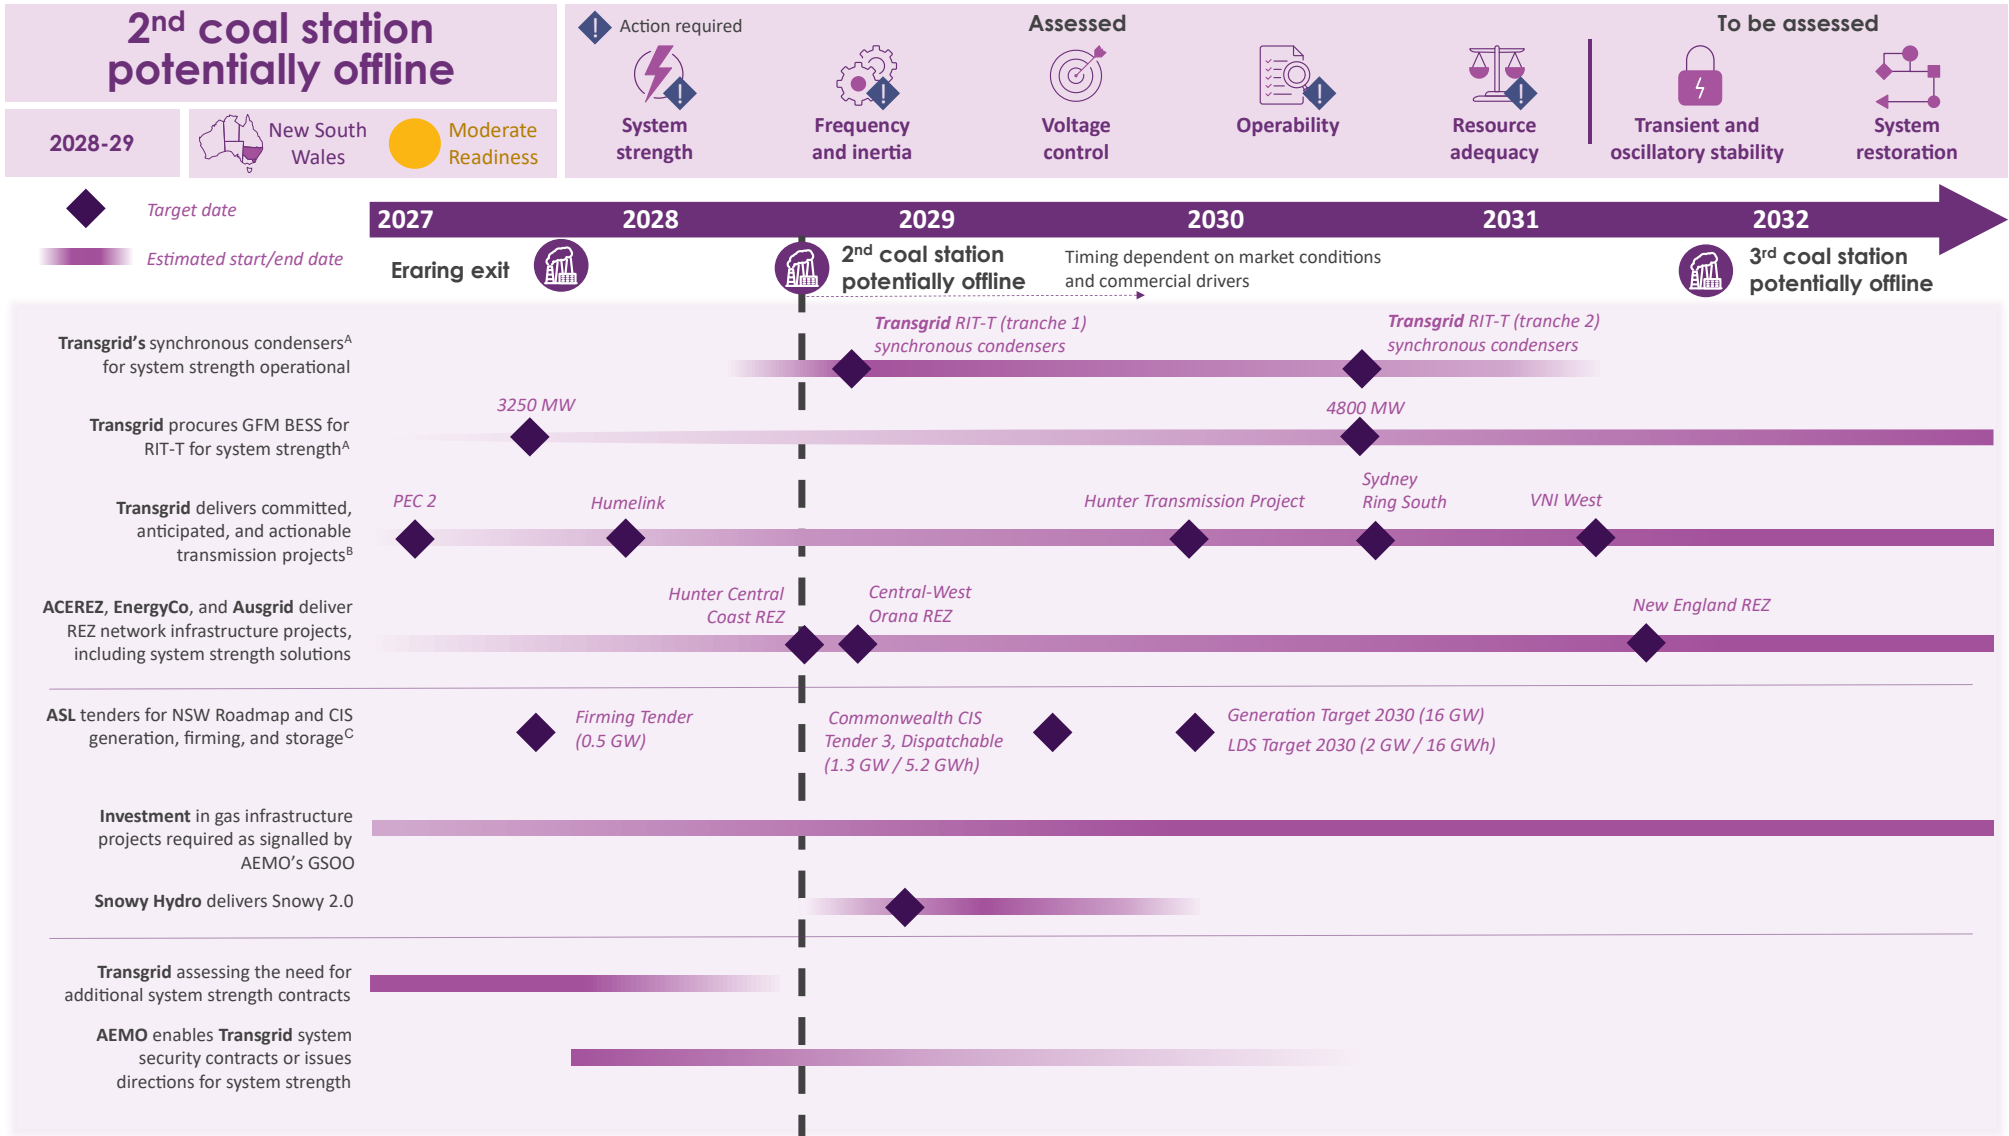 2nd coal station
potentially offline
2028-29
New South
Wales
Moderate
Readiness
! Action required
Assessed
To be assessed
System
strength
Frequency
and inertia
Voltage
control
Operability
Resource
adequacy
Transient and
oscillatory stability
System
restoration
Target date
Estimated start/end date
2027 2028 2029 2030 2031 2032
Eraring exit
2nd coal station
potentially offline
Timing dependent on market conditions
and commercial drivers
3rd coal station
potentially offline
Transgrid's synchronous condensersA
for system strength operational
Transgrid RIT-T (tranche 1)
synchronous condensers
Transgrid RIT-T (tranche 2)
synchronous condensers
Transgrid procures GFM BESS for
RIT-T for system strengthA
3250 MW
4800 MW
Transgrid delivers committed,
anticipated, and actionable
transmission projectsB
PEC 2
Humelink
Hunter Transmission Project
Sydney
Ring South
VNI West
ACEREZ, EnergyCo, and Ausgrid deliver
REZ network infrastructure projects,
including system strength solutions
Hunter Central
Coast REZ
Central-West
Orana REZ
New England REZ
ASL tenders for NSW Roadmap and CIS
generation, firming, and storageC
Firming Tender
(0.5 GW)
Commonwealth CIS
Tender 3, Dispatchable
(1.3 GW / 5.2 GWh)
Generation Target 2030 (16 GW)
LDS Target 2030 (2 GW / 16 GWh)
Investment in gas infrastructure
projects required as signalled by
AEMO's GSOO
Snowy Hydro delivers Snowy 2.0
Transgrid assessing the need for
additional system strength contracts
AEMO enables Transgrid system
security contracts or issues
directions for system strength